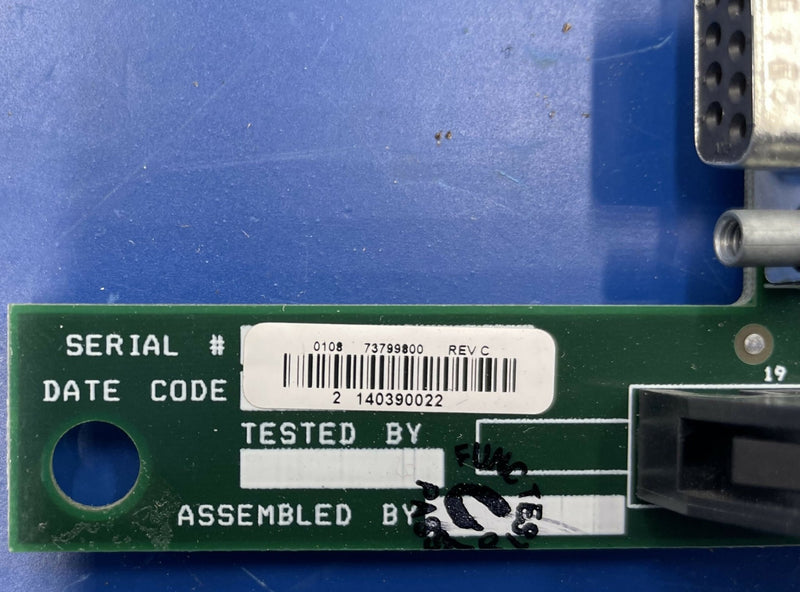 SERIAL #
0108 73799800 REV C
DATE CODE
2 140390022
19
TESTED BY
FUNC TEST
ASSEMBLED BY